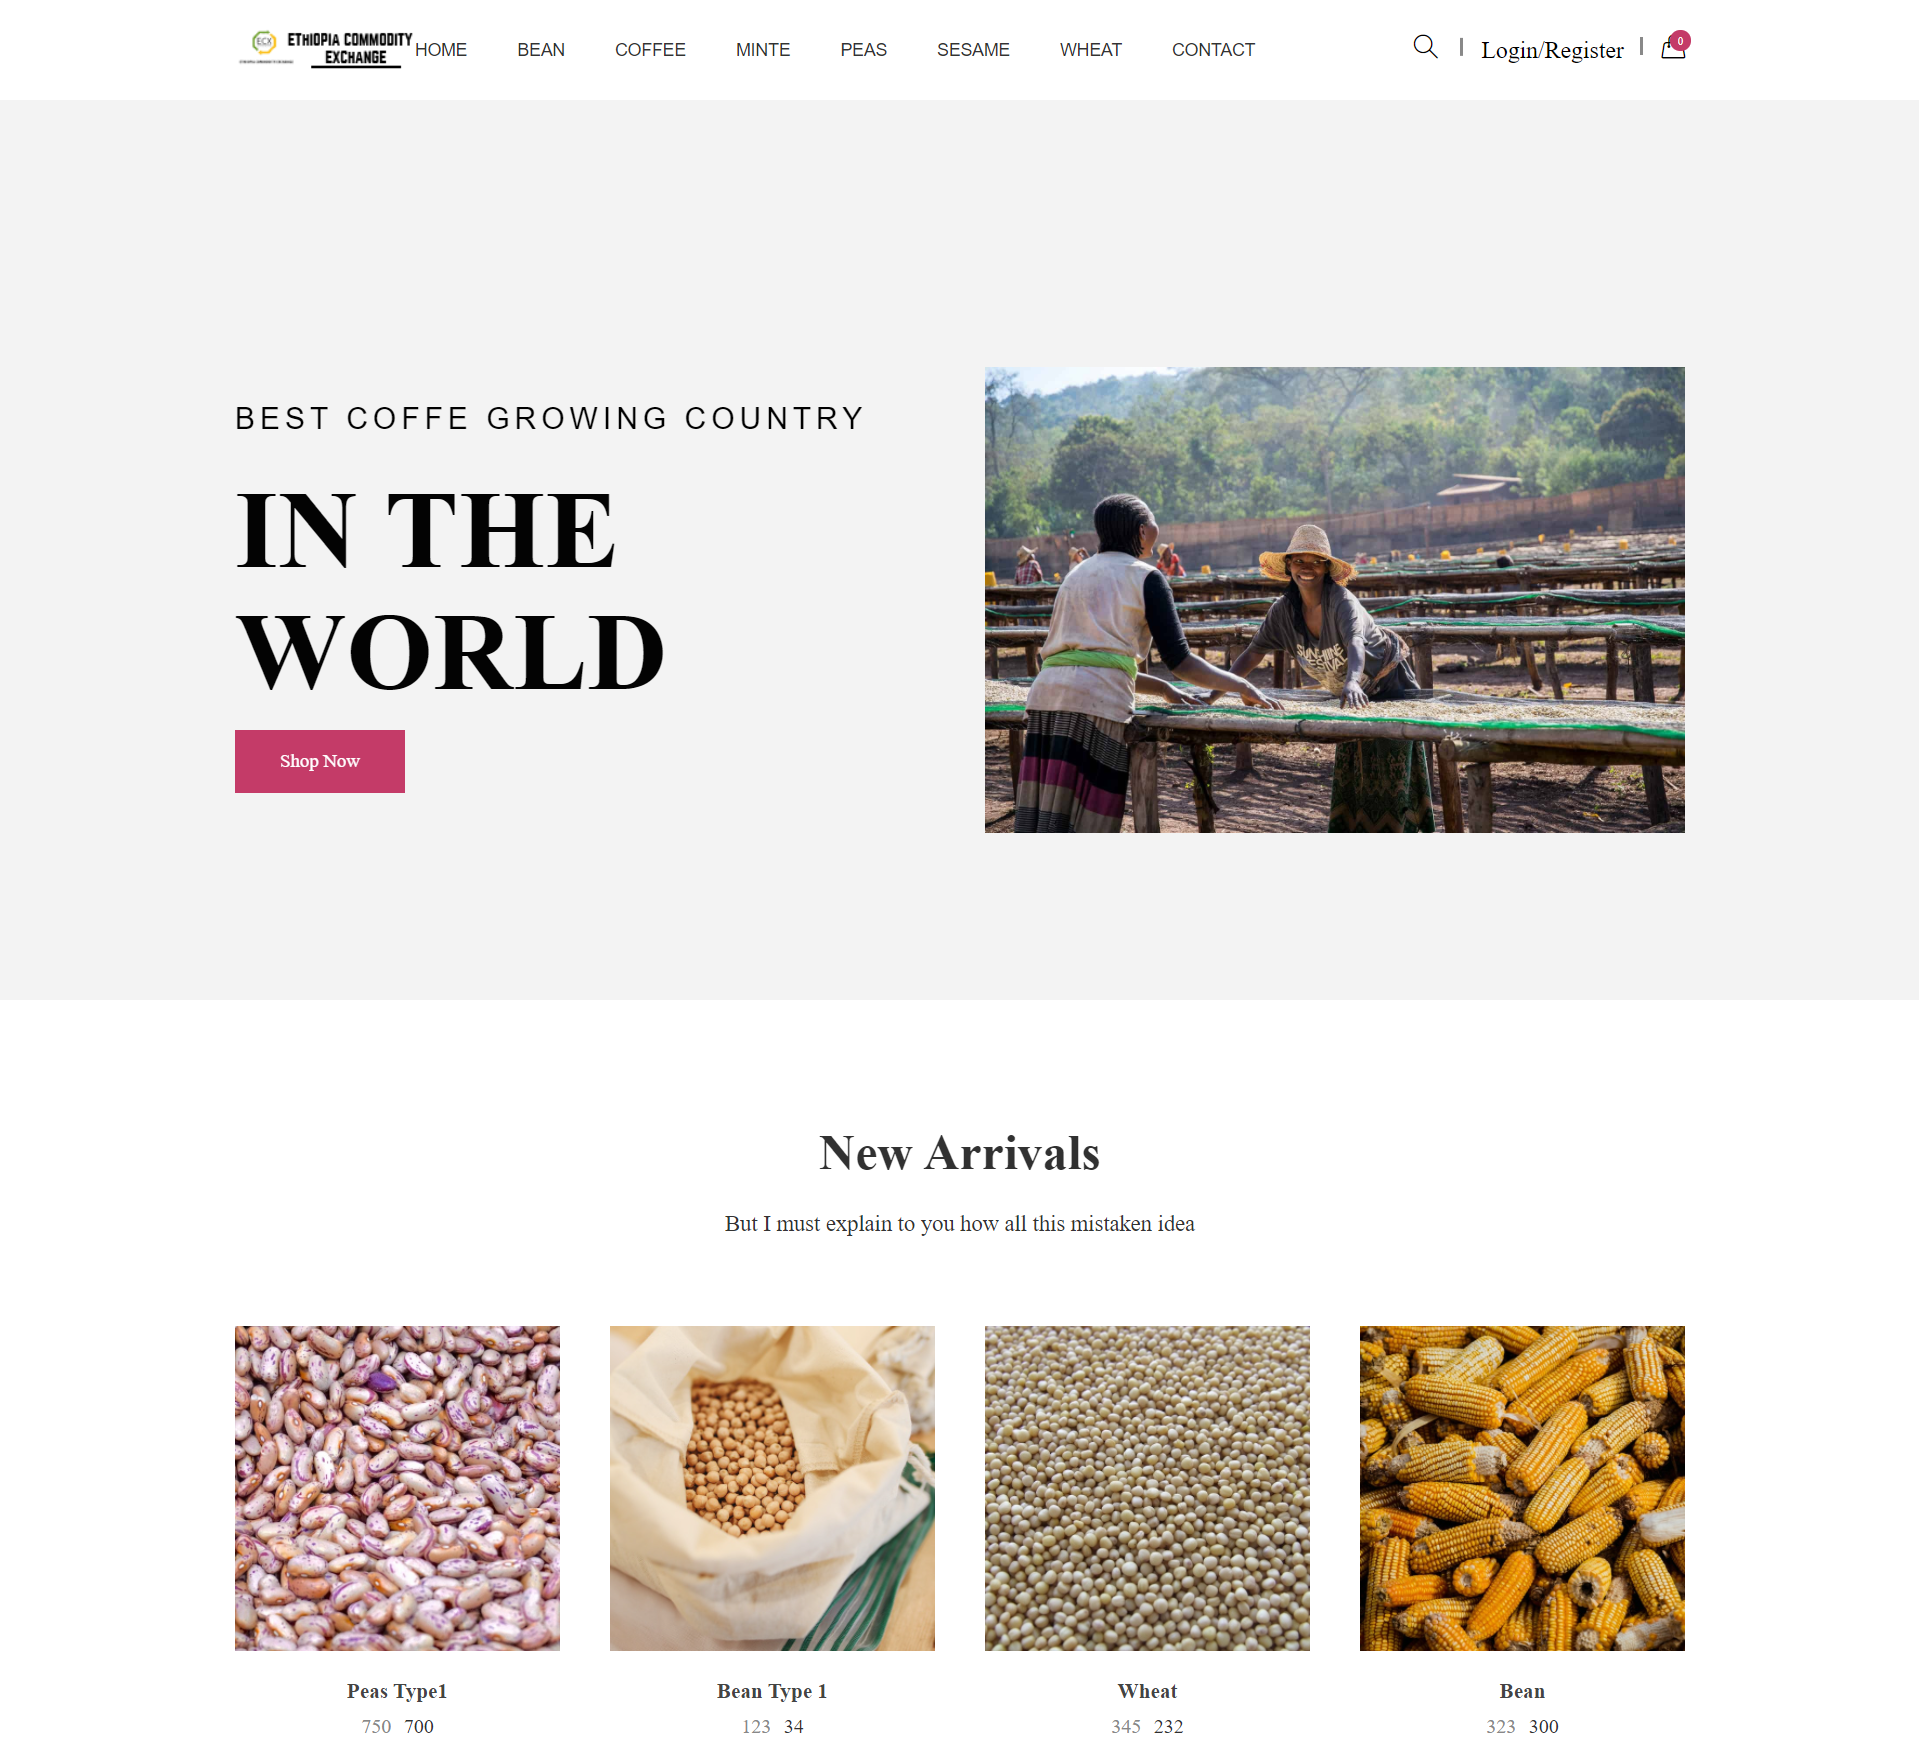 ECX
ETHIOPIA COMMODITY
EXCHANGE
HOME BEAN COFFEE MINTE PEAS SESAME WHEAT CONTACT
Login/Register
0
BEST COFFE GROWING COUNTRY
IN THE
WORLD
Shop Now
SUNSHINE
FESTIVAL
New Arrivals
But I must explain to you how all this mistaken idea
Peas Type1
750 700
Bean Type 1
123 34
Wheat
345 232
Bean
323 300